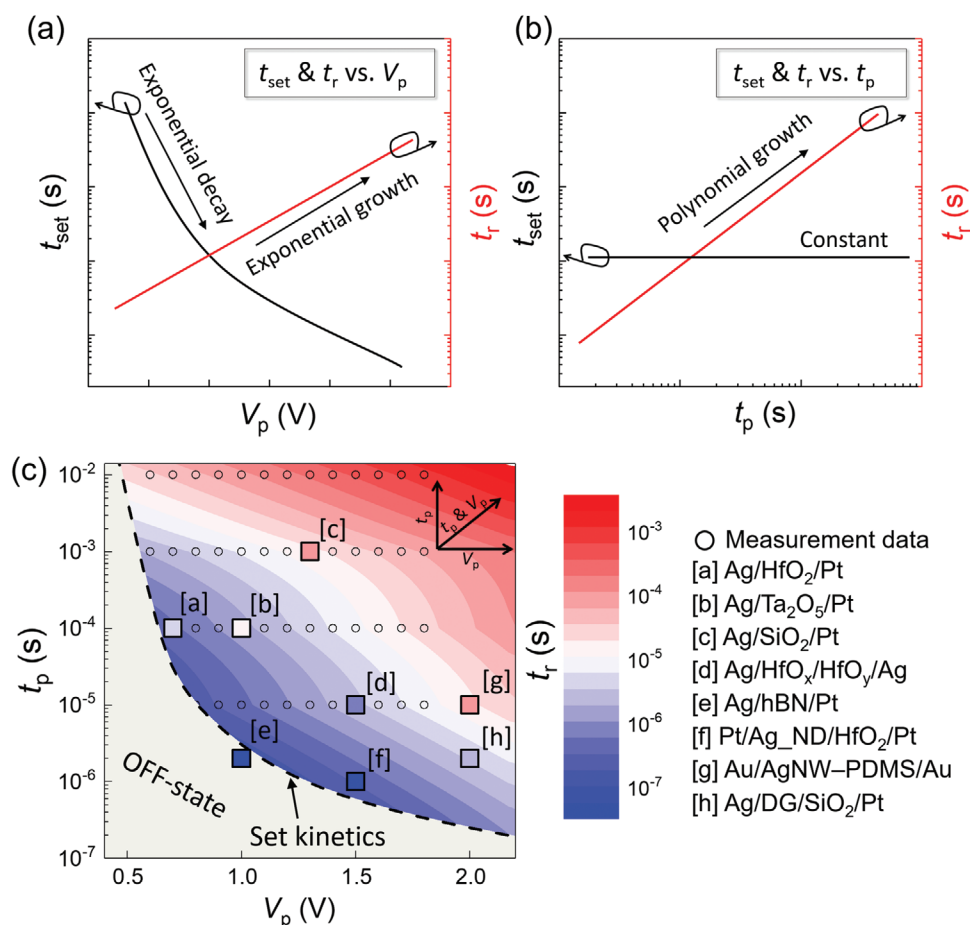 (a)
t_set & t_r vs. V_p
Exponential decay
Exponential growth
t_set (s)
t_r (s)
V_p (V)
(b)
t_set & t_r vs. t_p
Polynomial growth
Constant
t_set (s)
t_r (s)
t_p (s)
(c)
10⁻²
10⁻³
10⁻⁴
10⁻⁵
10⁻⁶
10⁻⁷
t_p (s)
0.5 1.0 1.5 2.0
V_p (V)
[a]
[b]
[c]
[d]
[e]
[f]
[g]
[h]
t_p
t_p & V_p
V_p
OFF-state
Set kinetics
t_r (s)
10⁻³
10⁻⁴
10⁻⁵
10⁻⁶
10⁻⁷
Measurement data
[a] Ag/HfO₂/Pt
[b] Ag/Ta₂O₅/Pt
[c] Ag/SiO₂/Pt
[d] Ag/HfOₓ/HfO_y/Ag
[e] Ag/hBN/Pt
[f] Pt/Ag_ND/HfO₂/Pt
[g] Au/AgNW–PDMS/Au
[h] Ag/DG/SiO₂/Pt